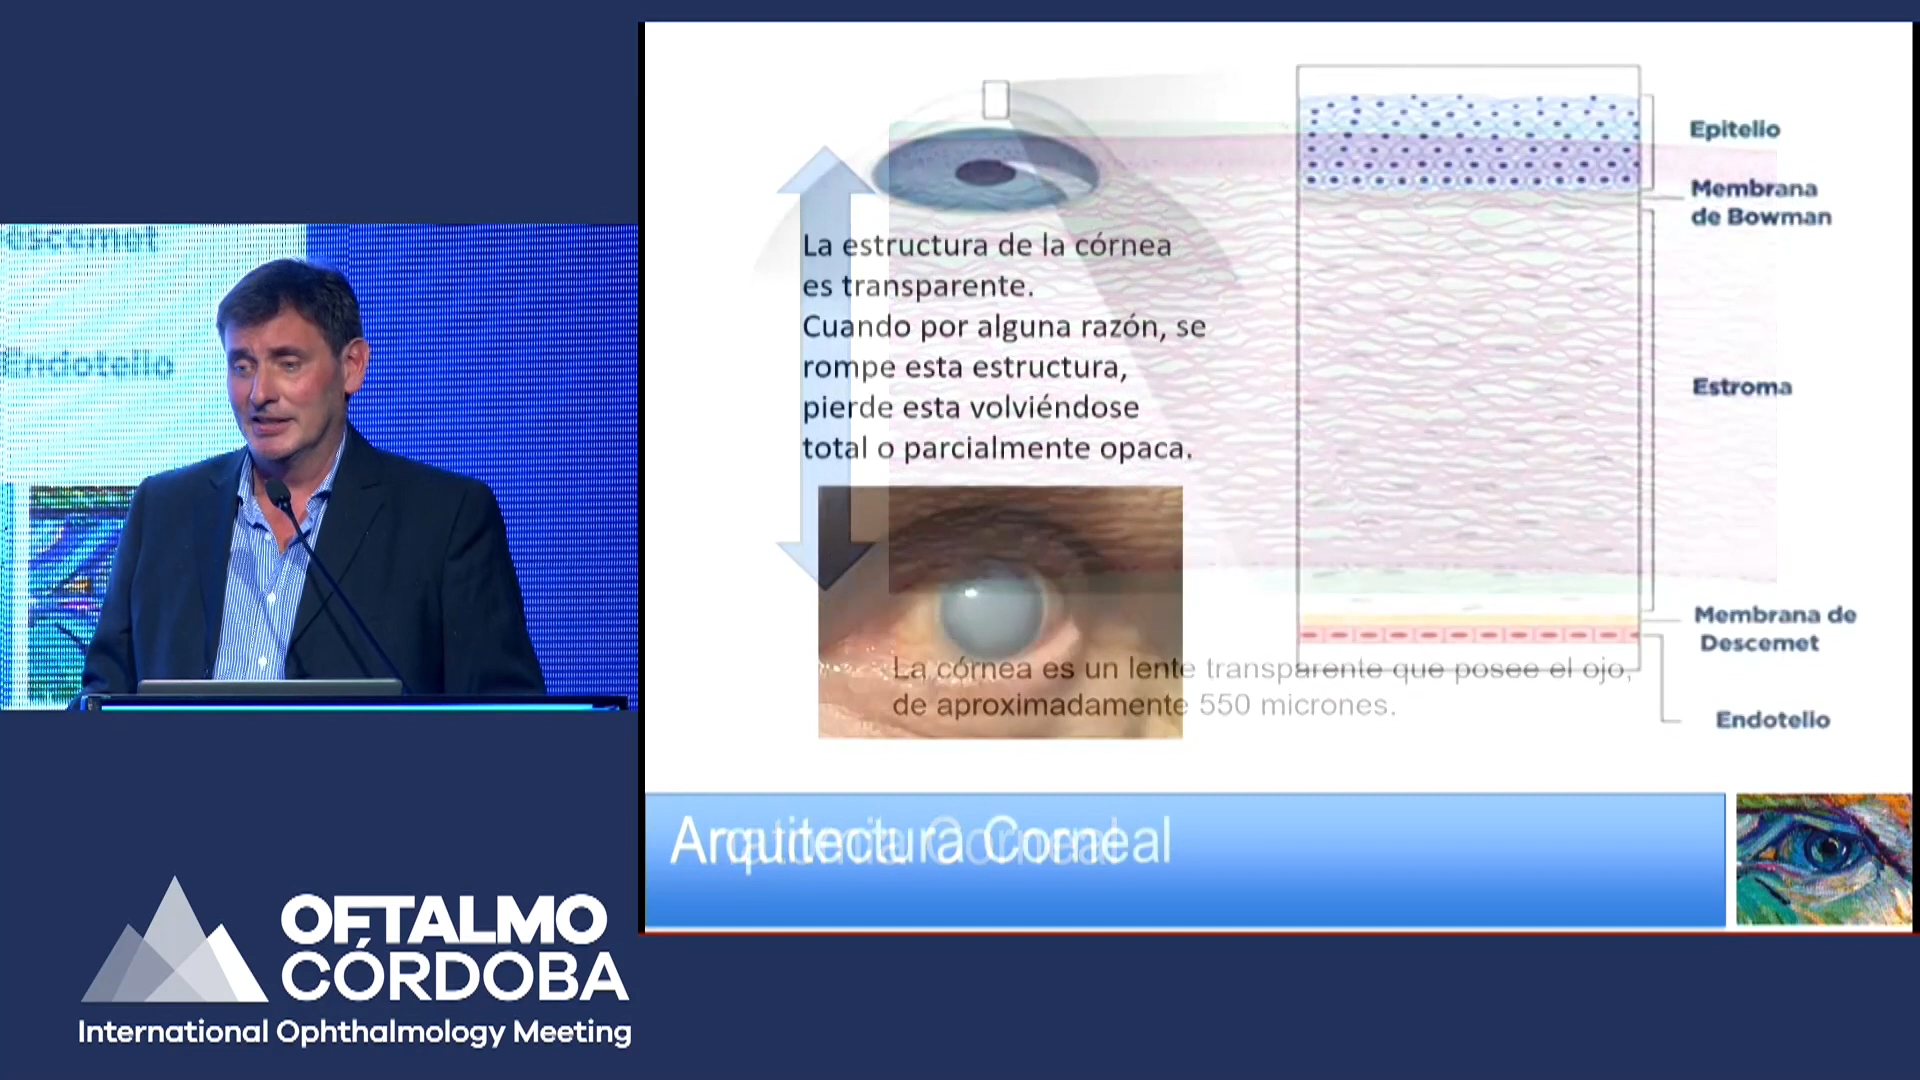 Epitelio
Membrana
de Bowman
La estructura de la córnea
es transparente.
Cuando por alguna razón, se
rompe esta estructura,
pierde esta volviéndose
total o parcialmente opaca.
Estroma
Membrana de
Descemet
La córnea es un lente transparente que posee el ojo,
de aproximadamente 550 micrones.
Endotelio
Arquitectura Corneal
Descemet
Endotelio
OFTALMO
CÓRDOBA
International Ophthalmology Meeting